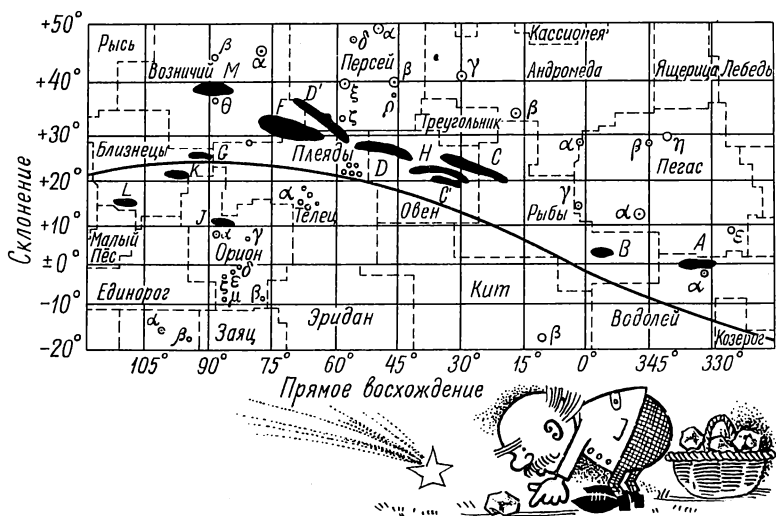 +50°
+40°
+30°
+20°
+10°
±0°
−10°
−20°
Склонение
Рысь
β
α
Возничий M
θ
δ α
Персей
ξ
β
ρ
ζ
γ
Кассиопея
Андромеда
Ящерица Лебедь
β
Треугольник
F D'
Близнецы
G
K
L
Плеяды
D H C
C'
α
Телец
Овен
Рыбы
γ
α
β
η
Пегас
α
ε
Малый
Пёс
J
α
γ
Орион
δ
ξ ε
μ
β
B
A
α
Единорог
α
β
Заяц
Эридан
Кит
β
Водолей
Козерог
105° 90° 75° 60° 45° 30° 15° 0° 345° 330°
Прямое восхождение